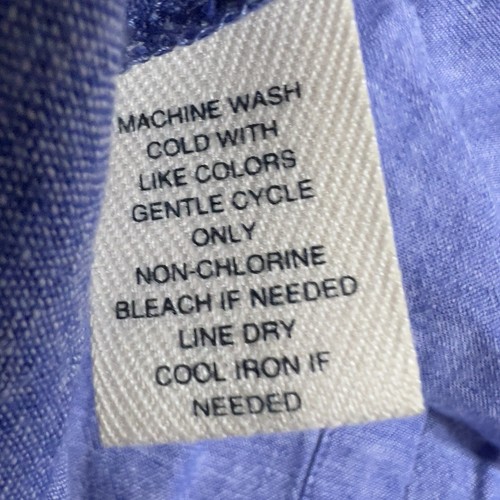 MACHINE WASH
COLD WITH
LIKE COLORS
GENTLE CYCLE
ONLY
NON-CHLORINE
BLEACH IF NEEDED
LINE DRY
COOL IRON IF
NEEDED